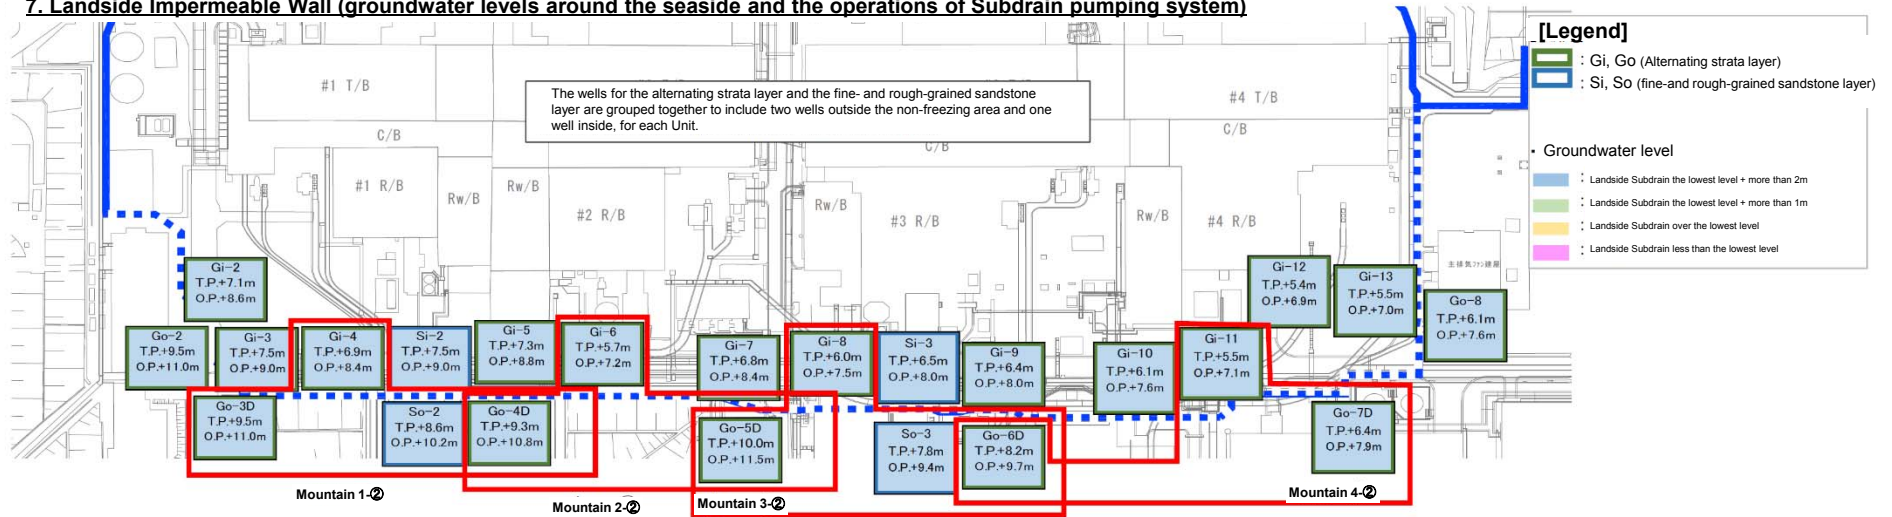 7. Landside Impermeable Wall (groundwater levels around the seaside and the operations of Subdrain pumping system)
[Legend]
: Gi, Go (Alternating strata layer)
: Si, So (fine-and rough-grained sandstone layer)
• Groundwater level
: Landside Subdrain the lowest level + more than 2m
: Landside Subdrain the lowest level + more than 1m
: Landside Subdrain over the lowest level
: Landside Subdrain less than the lowest level
The wells for the alternating strata layer and the fine- and rough-grained sandstone
layer are grouped together to include two wells outside the non-freezing area and one
well inside, for each Unit.
#1 T/B
#4 T/B
C/B
C/B
C/B
#1 R/B
Rw/B
Rw/B
#2 R/B
Rw/B
#3 R/B
Rw/B
#4 R/B
主排気ファン建屋
Gi-2
T.P.+7.1m
O.P.+8.6m
Gi-12
T.P.+5.4m
O.P.+6.9m
Gi-13
T.P.+5.5m
O.P.+7.0m
Go-8
T.P.+6.1m
O.P.+7.6m
Go-2
T.P.+9.5m
O.P.+11.0m
Gi-3
T.P.+7.5m
O.P.+9.0m
Gi-4
T.P.+6.9m
O.P.+8.4m
Si-2
T.P.+7.5m
O.P.+9.0m
Gi-5
T.P.+7.3m
O.P.+8.8m
Gi-6
T.P.+5.7m
O.P.+7.2m
Gi-7
T.P.+6.8m
O.P.+8.4m
Gi-8
T.P.+6.0m
O.P.+7.5m
Si-3
T.P.+6.5m
O.P.+8.0m
Gi-9
T.P.+6.4m
O.P.+8.0m
Gi-10
T.P.+6.1m
O.P.+7.6m
Gi-11
T.P.+5.5m
O.P.+7.1m
Go-3D
T.P.+9.5m
O.P.+11.0m
So-2
T.P.+8.6m
O.P.+10.2m
Go-4D
T.P.+9.3m
O.P.+10.8m
Go-5D
T.P.+10.0m
O.P.+11.5m
So-3
T.P.+7.8m
O.P.+9.4m
Go-6D
T.P.+8.2m
O.P.+9.7m
Go-7D
T.P.+6.4m
O.P.+7.9m
Mountain 1-②
Mountain 2-②
Mountain 3-②
Mountain 4-②